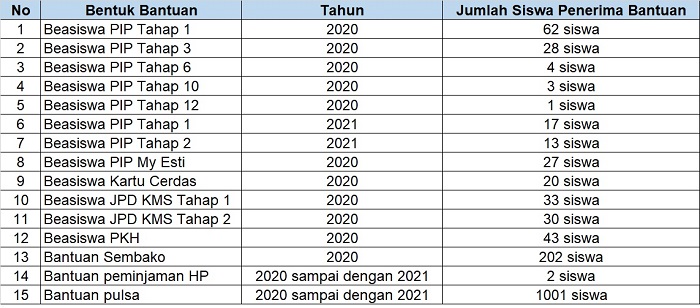 No Bentuk Bantuan Tahun Jumlah Siswa Penerima Bantuan
1 Beasiswa PIP Tahap 1 2020 62 siswa
2 Beasiswa PIP Tahap 3 2020 28 siswa
3 Beasiswa PIP Tahap 6 2020 4 siswa
4 Beasiswa PIP Tahap 10 2020 3 siswa
5 Beasiswa PIP Tahap 12 2020 1 siswa
6 Beasiswa PIP Tahap 1 2021 17 siswa
7 Beasiswa PIP Tahap 2 2021 13 siswa
8 Beasiswa PIP My Esti 2020 27 siswa
9 Beasiswa Kartu Cerdas 2020 20 siswa
10 Beasiswa JPD KMS Tahap 1 2020 33 siswa
11 Beasiswa JPD KMS Tahap 2 2020 30 siswa
12 Beasiswa PKH 2020 43 siswa
13 Bantuan Sembako 2020 202 siswa
14 Bantuan peminjaman HP 2020 sampai dengan 2021 2 siswa
15 Bantuan pulsa 2020 sampai dengan 2021 1001 siswa